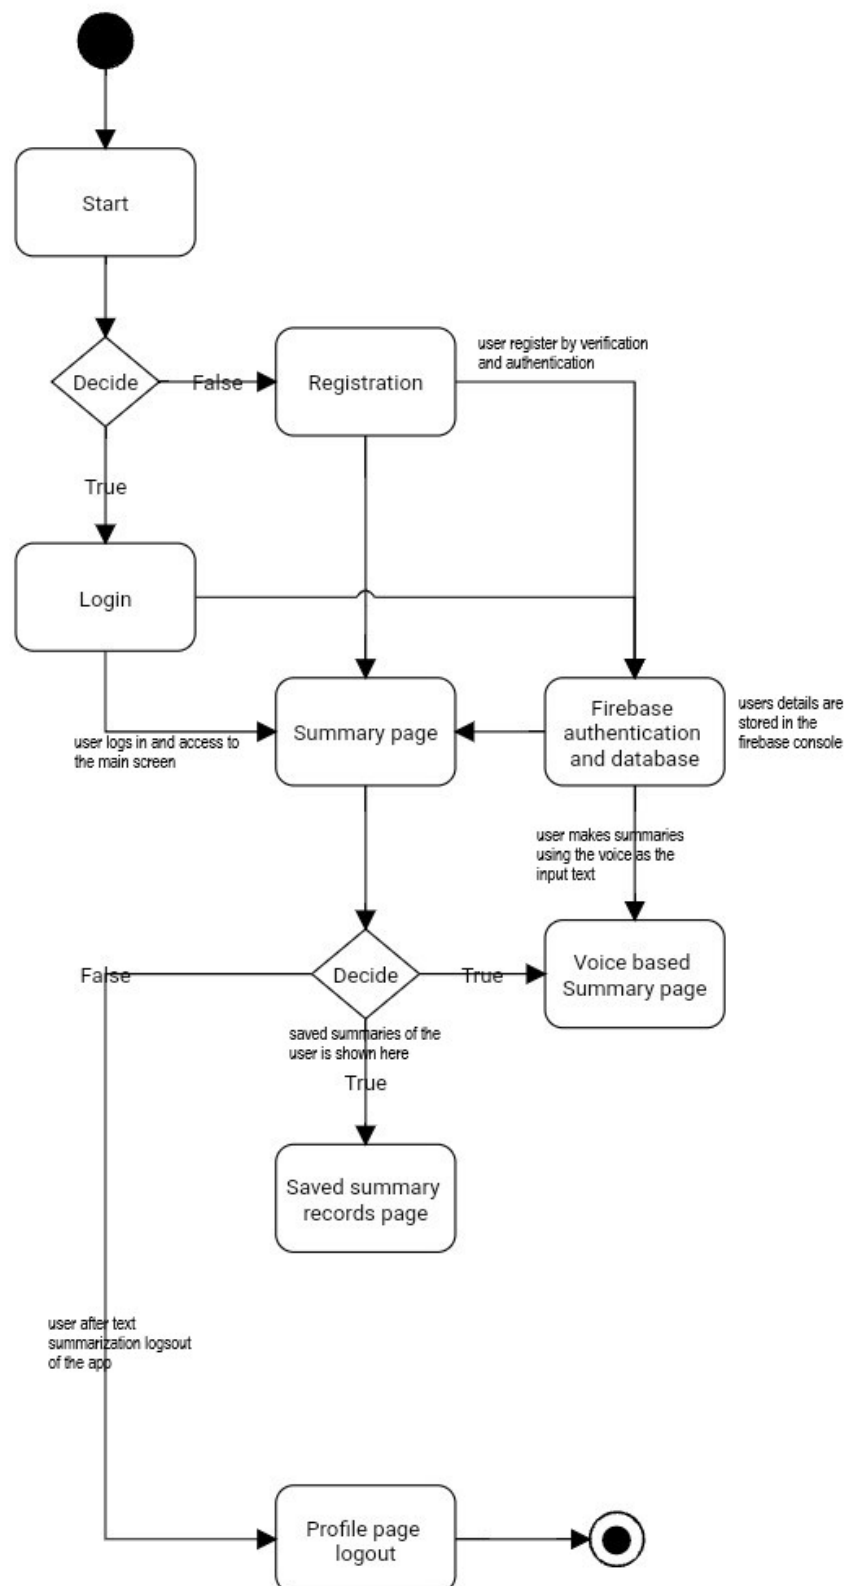 Start
Decide
False
Registration
user register by verification
and authentication
True
Login
user logs in and access to
the main screen
Summary page
Firebase
authentication
and database
users details are
stored in the
firebase console
user makes summaries
using the voice as the
input text
False
Decide
True
Voice based
Summary page
saved summaries of the
user is shown here
True
Saved summary
records page
user after text
summarization logsout
of the app
Profile page
logout